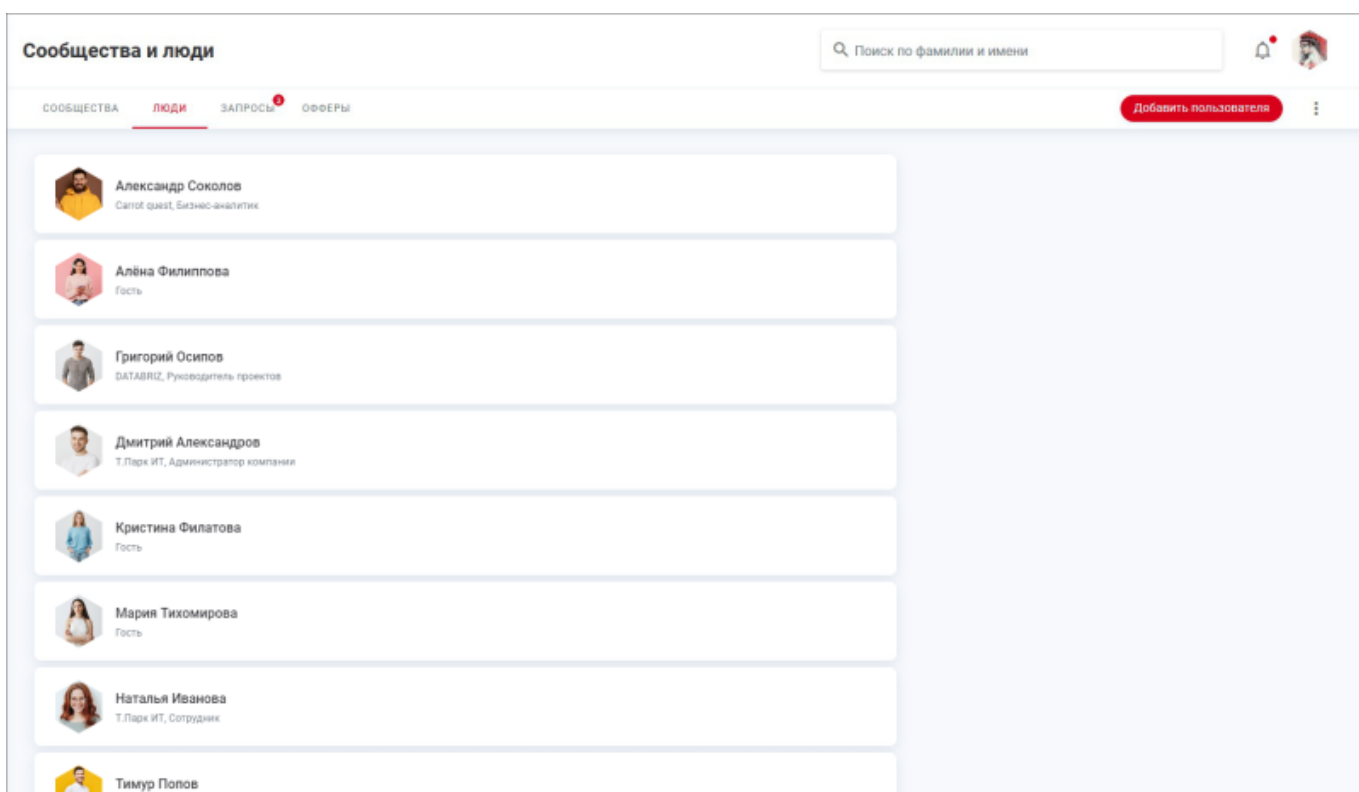 Сообщества и люди
Поиск по фамилии и имени
СООБЩЕСТВА ЛЮДИ ЗАПРОСЫ ОФФЕРЫ
Добавить пользователя
Александр Соколов
Carrot quest, Бизнес-аналитик
Алёна Филиппова
Гость
Григорий Осипов
DATABRIZ, Руководитель проектов
Дмитрий Александров
Т.Парк ИТ, Администратор компании
Кристина Филатова
Гость
Мария Тихомирова
Гость
Наталья Иванова
Т.Парк ИТ, Сотрудник
Тимур Попов